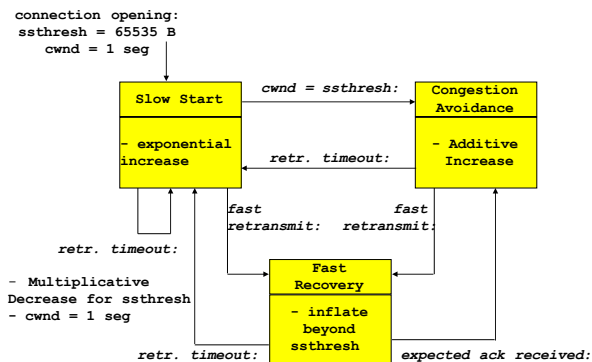 connection opening:
ssthresh = 65535 B
cwnd = 1 seg
Slow Start
- exponential
increase
cwnd = ssthresh:
Congestion
Avoidance
- Additive
Increase
retr. timeout:
fast
retransmit:
fast
retransmit:
retr. timeout:
- Multiplicative
Decrease for ssthresh
- cwnd = 1 seg
Fast
Recovery
- inflate
beyond
ssthresh
retr. timeout:
expected ack received: